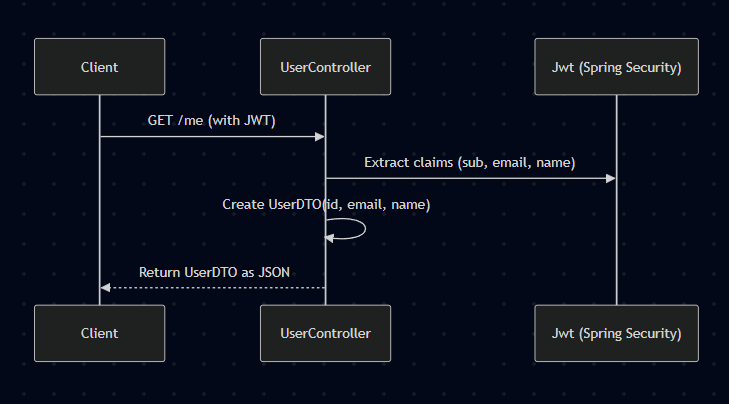 Client
UserController
Jwt (Spring Security)
GET /me (with JWT)
Extract claims (sub, email, name)
Create UserDTO(id, email, name)
Return UserDTO as JSON
Client
UserController
Jwt (Spring Security)